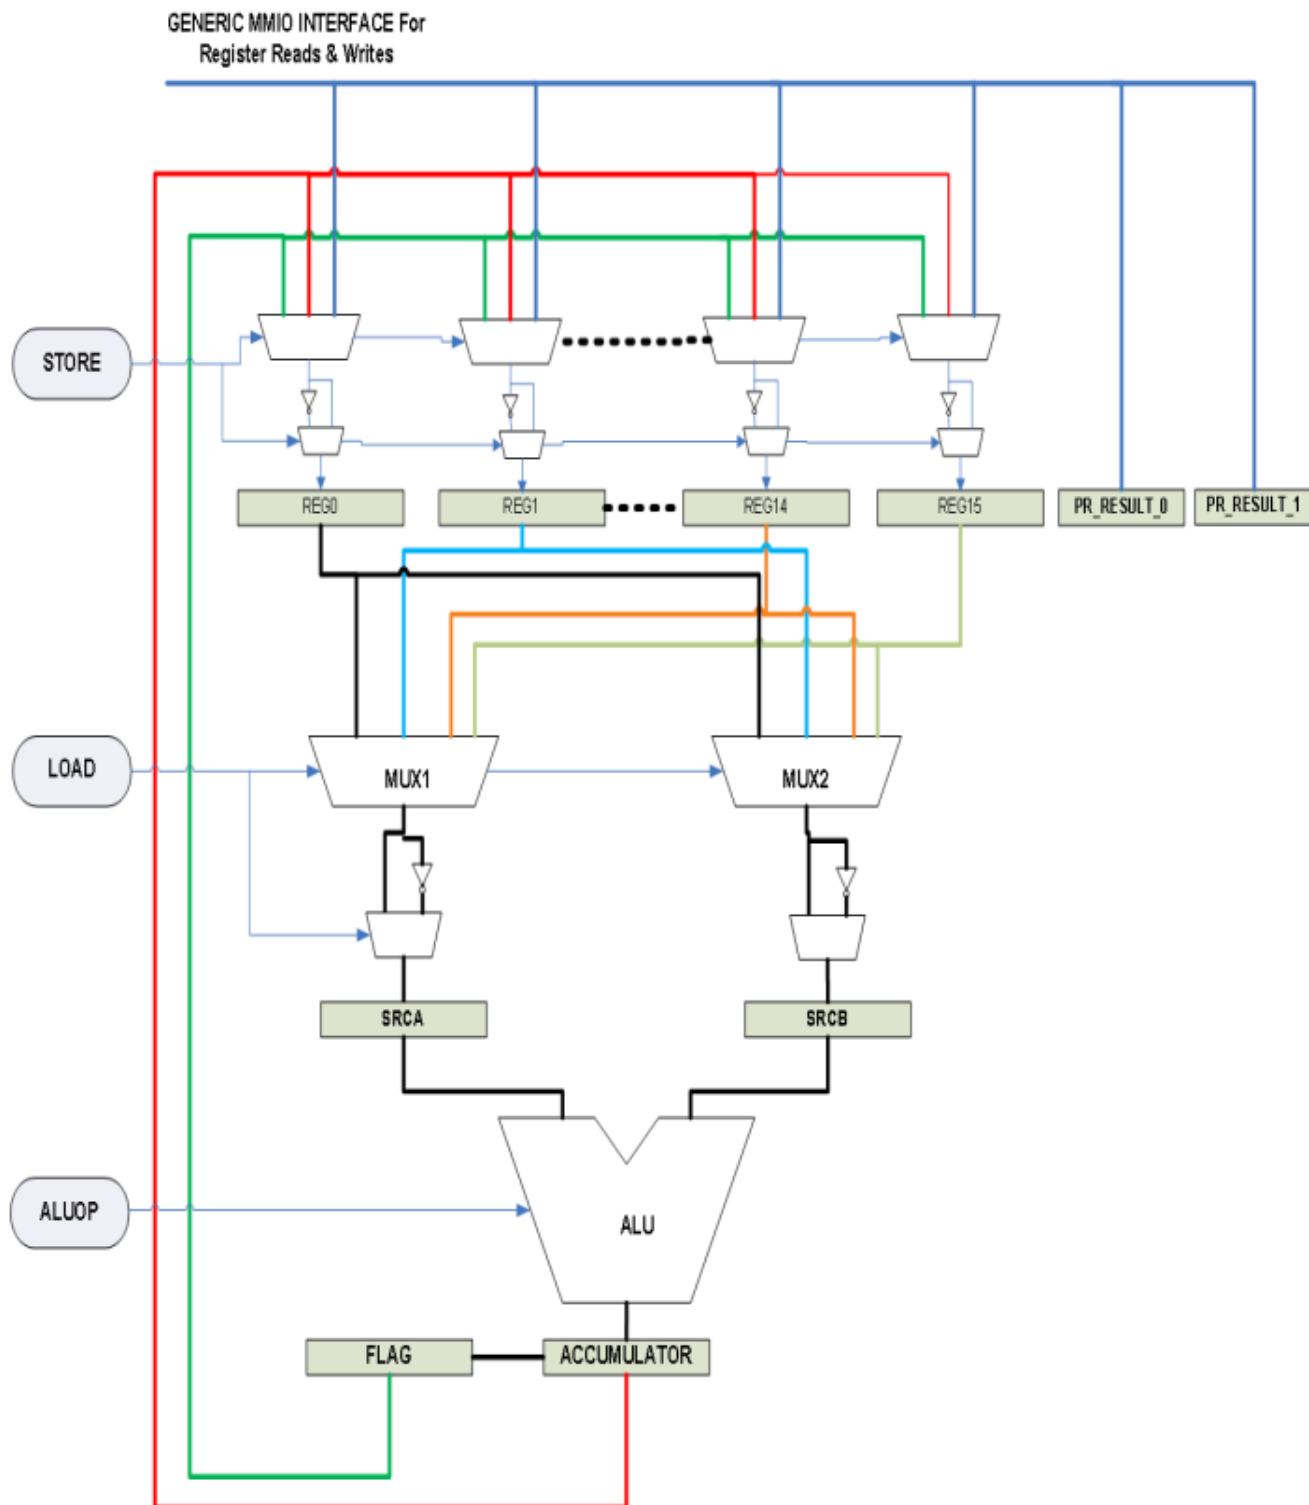 GENERIC MMIO INTERFACE For
Register Reads & Writes
STORE
REG0
REG1
REG14
REG15
PR_RESULT_0
PR_RESULT_1
LOAD
MUX1
MUX2
SRCA
SRCB
ALUOP
ALU
FLAG
ACCUMULATOR